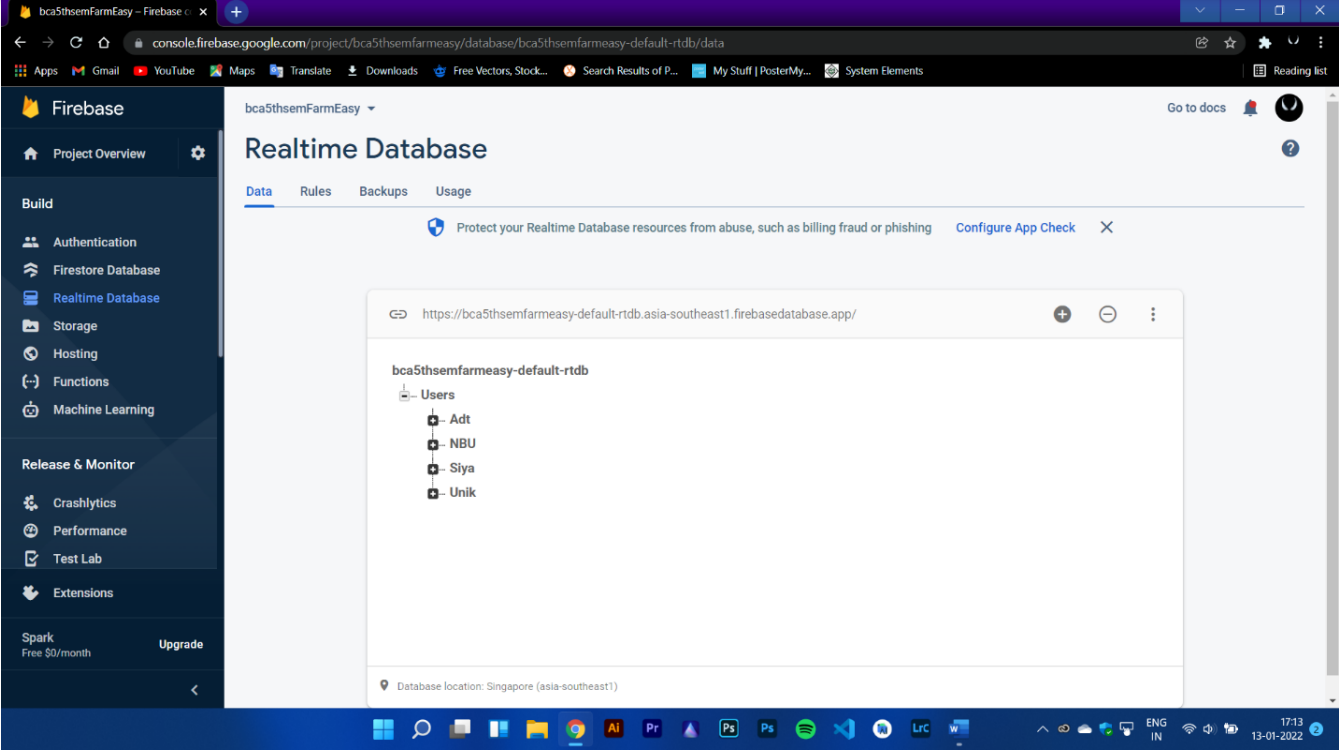 bca5thsemFarmEasy – Firebase c
console.firebase.google.com/project/bca5thsemfarmeasy/database/bca5thsemfarmeasy-default-rtdb/data
Apps Gmail YouTube Maps Translate Downloads Free Vectors, Stock... Search Results of P... My Stuff | PosterMy... System Elements Reading list
Firebase
Project Overview
Build
Authentication
Firestore Database
Realtime Database
Storage
Hosting
Functions
Machine Learning
Release & Monitor
Crashlytics
Performance
Test Lab
Extensions
Spark
Free $0/month
Upgrade
bca5thsemFarmEasy
Go to docs
Realtime Database
Data Rules Backups Usage
Protect your Realtime Database resources from abuse, such as billing fraud or phishing Configure App Check
https://bca5thsemfarmeasy-default-rtdb.asia-southeast1.firebasedatabase.app/
bca5thsemfarmeasy-default-rtdb
Users
Adt
NBU
Siya
Unik
Database location: Singapore (asia-southeast1)
Ai Pr Ps Ps LrC W
ENG
IN
17:13
13-01-2022
2